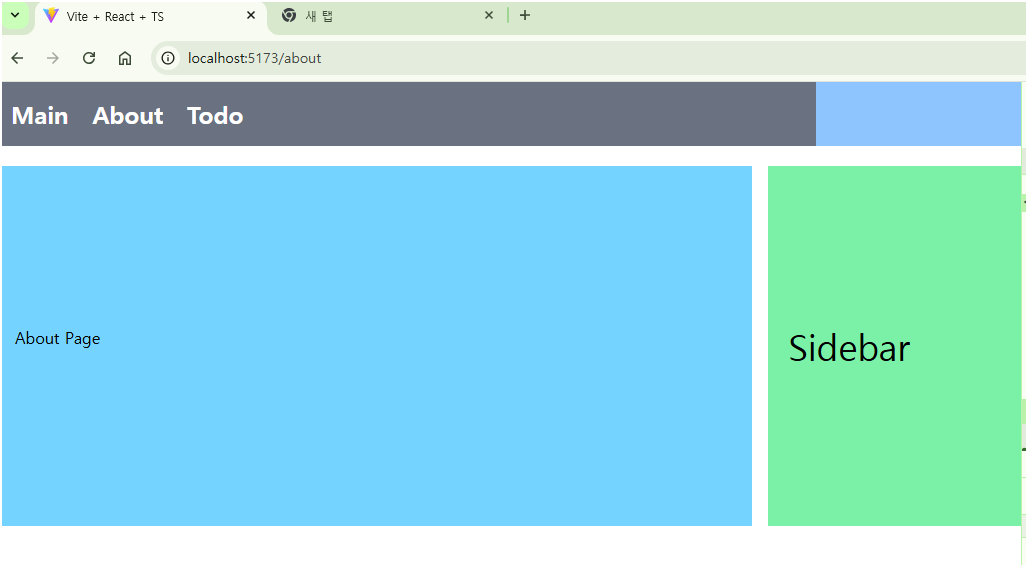 Vite + React + TS
새 탭
localhost:5173/about
Main About Todo
About Page
Sidebar